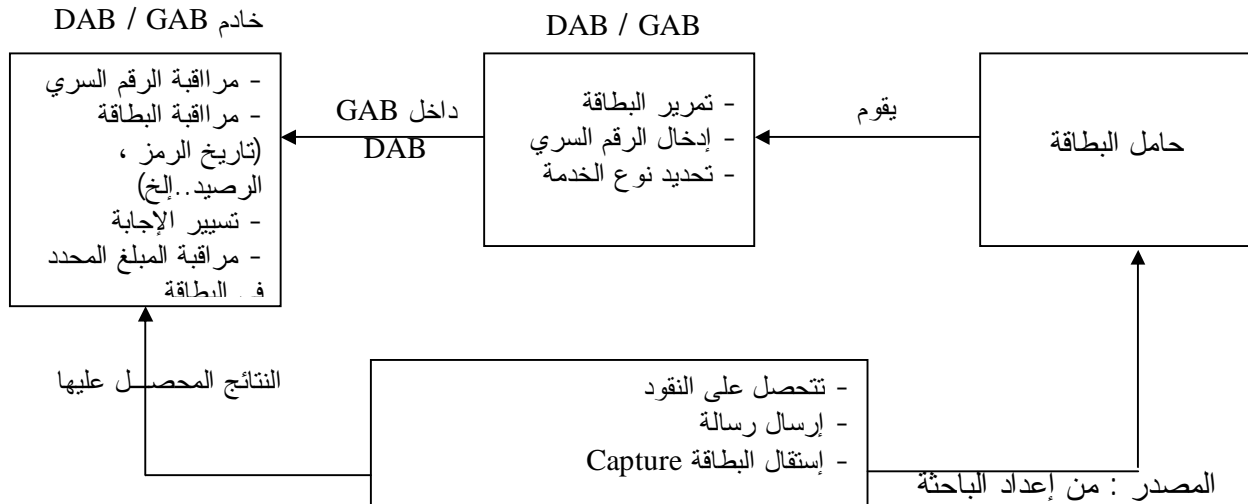 خادم DAB / GAB
DAB / GAB
حامل البطاقة
يقوم
- تمرير البطاقة
- إدخال الرقم السري
- تحديد نوع الخدمة
داخل GAB
DAB
- مرااقبة الرقم السري
- مرااقبة البطاقة
(تاريخ الرمز ،
الرصيد..إلخ)
- تسيير الإجابة
- مراقبة المبلغ المحدد
في البطاقة
النتائج المحصل عليها
- تتحصل على النقود
- إرسال رسالة
- إستقال البطاقة Capture
المصدر : من إعداد الباحثة